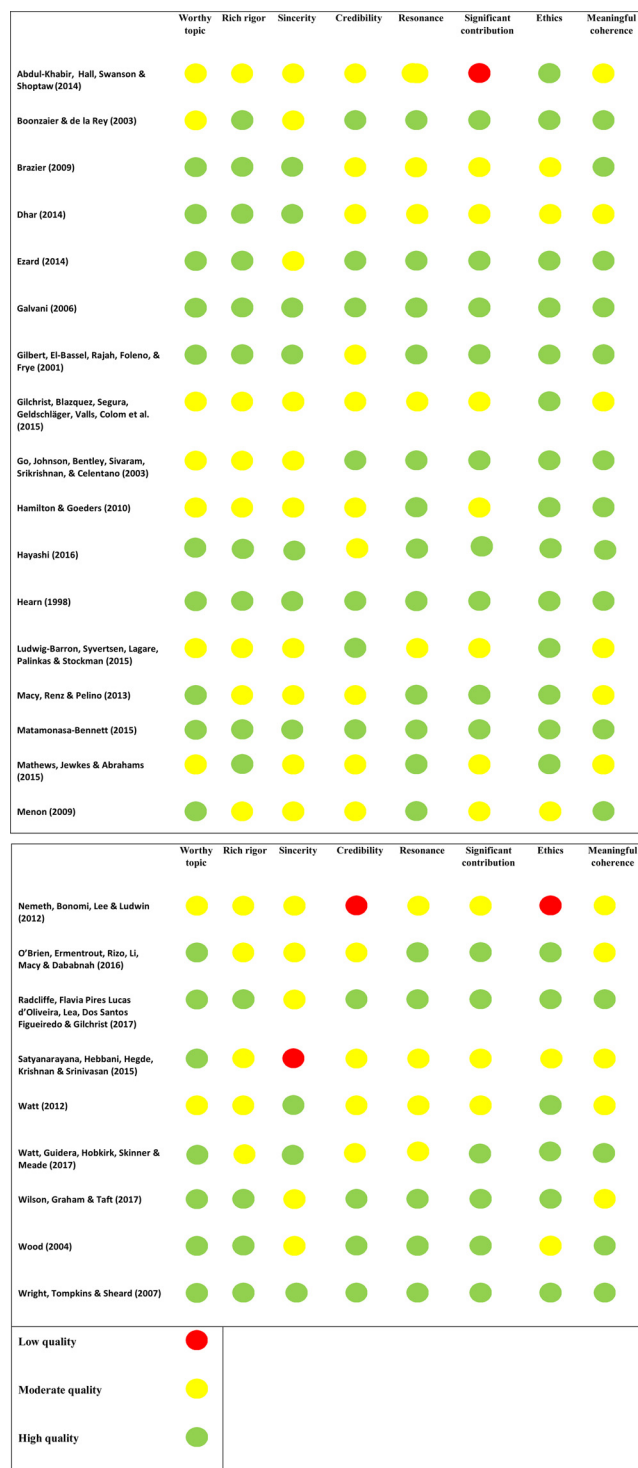 Worthy topic Rich rigor Sincerity Credibility Resonance Significant contribution Ethics Meaningful coherence
Abdul-Khabir, Hall, Swanson &
Shoptaw (2014)
Boonzaier & de la Rey (2003)
Brazier (2009)
Dhar (2014)
Ezard (2014)
Galvani (2006)
Gilbert, El-Bassel, Rajah, Foleno, &
Frye (2001)
Gilchrist, Blazquez, Segura,
Geldschläger, Valls, Colom et al.
(2015)
Go, Johnson, Bentley, Sivaram,
Srikrishnan, & Celentano (2003)
Hamilton & Goeders (2010)
Hayashi (2016)
Hearn (1998)
Ludwig-Barron, Syvertsen, Lagare,
Palinkas & Stockman (2015)
Macy, Renz & Pelino (2013)
Matamonasa-Bennett (2015)
Mathews, Jewkes & Abrahams
(2015)
Menon (2009)
Worthy topic Rich rigor Sincerity Credibility Resonance Significant contribution Ethics Meaningful coherence
Nemeth, Bonomi, Lee & Ludwin
(2012)
O'Brien, Ermentrout, Rizo, Li,
Macy & Dababnah (2016)
Radcliffe, Flavia Pires Lucas
d'Oliveira, Lea, Dos Santos
Figueiredo & Gilchrist (2017)
Satyanarayana, Hebbani, Hegde,
Krishnan & Srinivasan (2015)
Watt (2012)
Watt, Guidera, Hobkirk, Skinner &
Meade (2017)
Wilson, Graham & Taft (2017)
Wood (2004)
Wright, Tompkins & Sheard (2007)
Low quality
Moderate quality
High quality